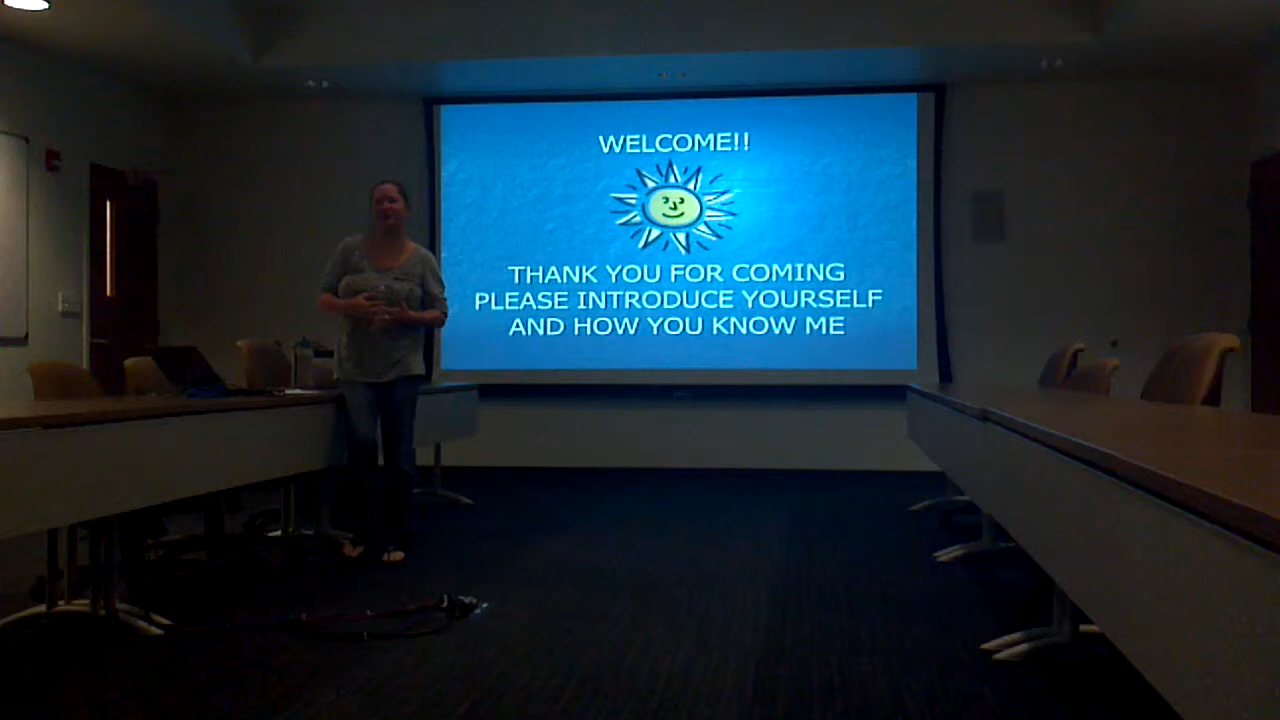 WELCOME!!
THANK YOU FOR COMING
PLEASE INTRODUCE YOURSELF
AND HOW YOU KNOW ME